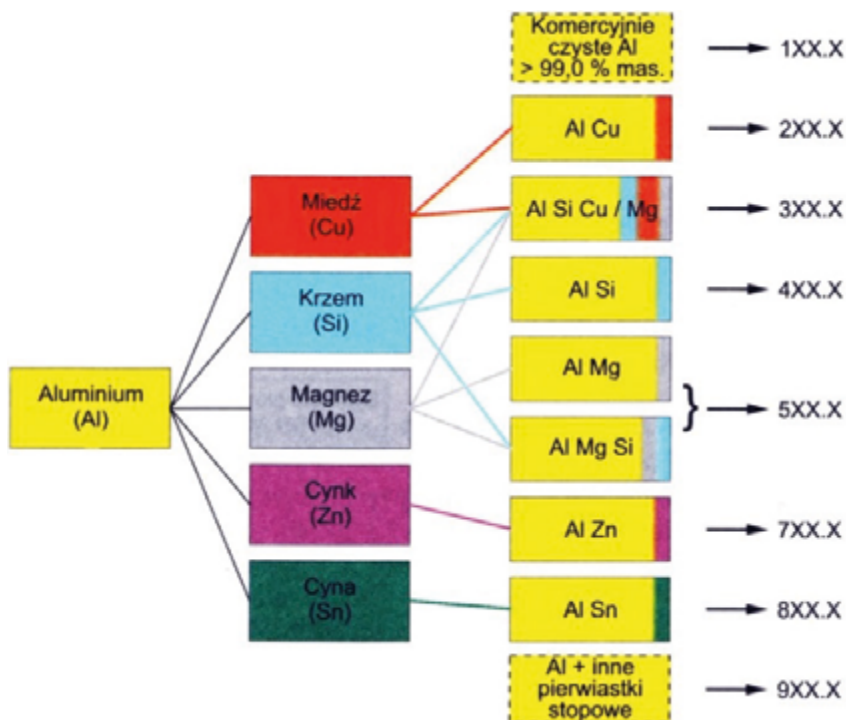 Komercyjnie
czyste Al
> 99,0 % mas.
1XX.X
Al Cu
2XX.X
Miedź
(Cu)
Al Si Cu / Mg
3XX.X
Krzem
(Si)
Al Si
4XX.X
Aluminium
(Al)
Magnez
(Mg)
Al Mg
}
5XX.X
Al Mg Si
Cynk
(Zn)
Al Zn
7XX.X
Cyna
(Sn)
Al Sn
8XX.X
Al + inne
pierwiastki
stopowe
9XX.X